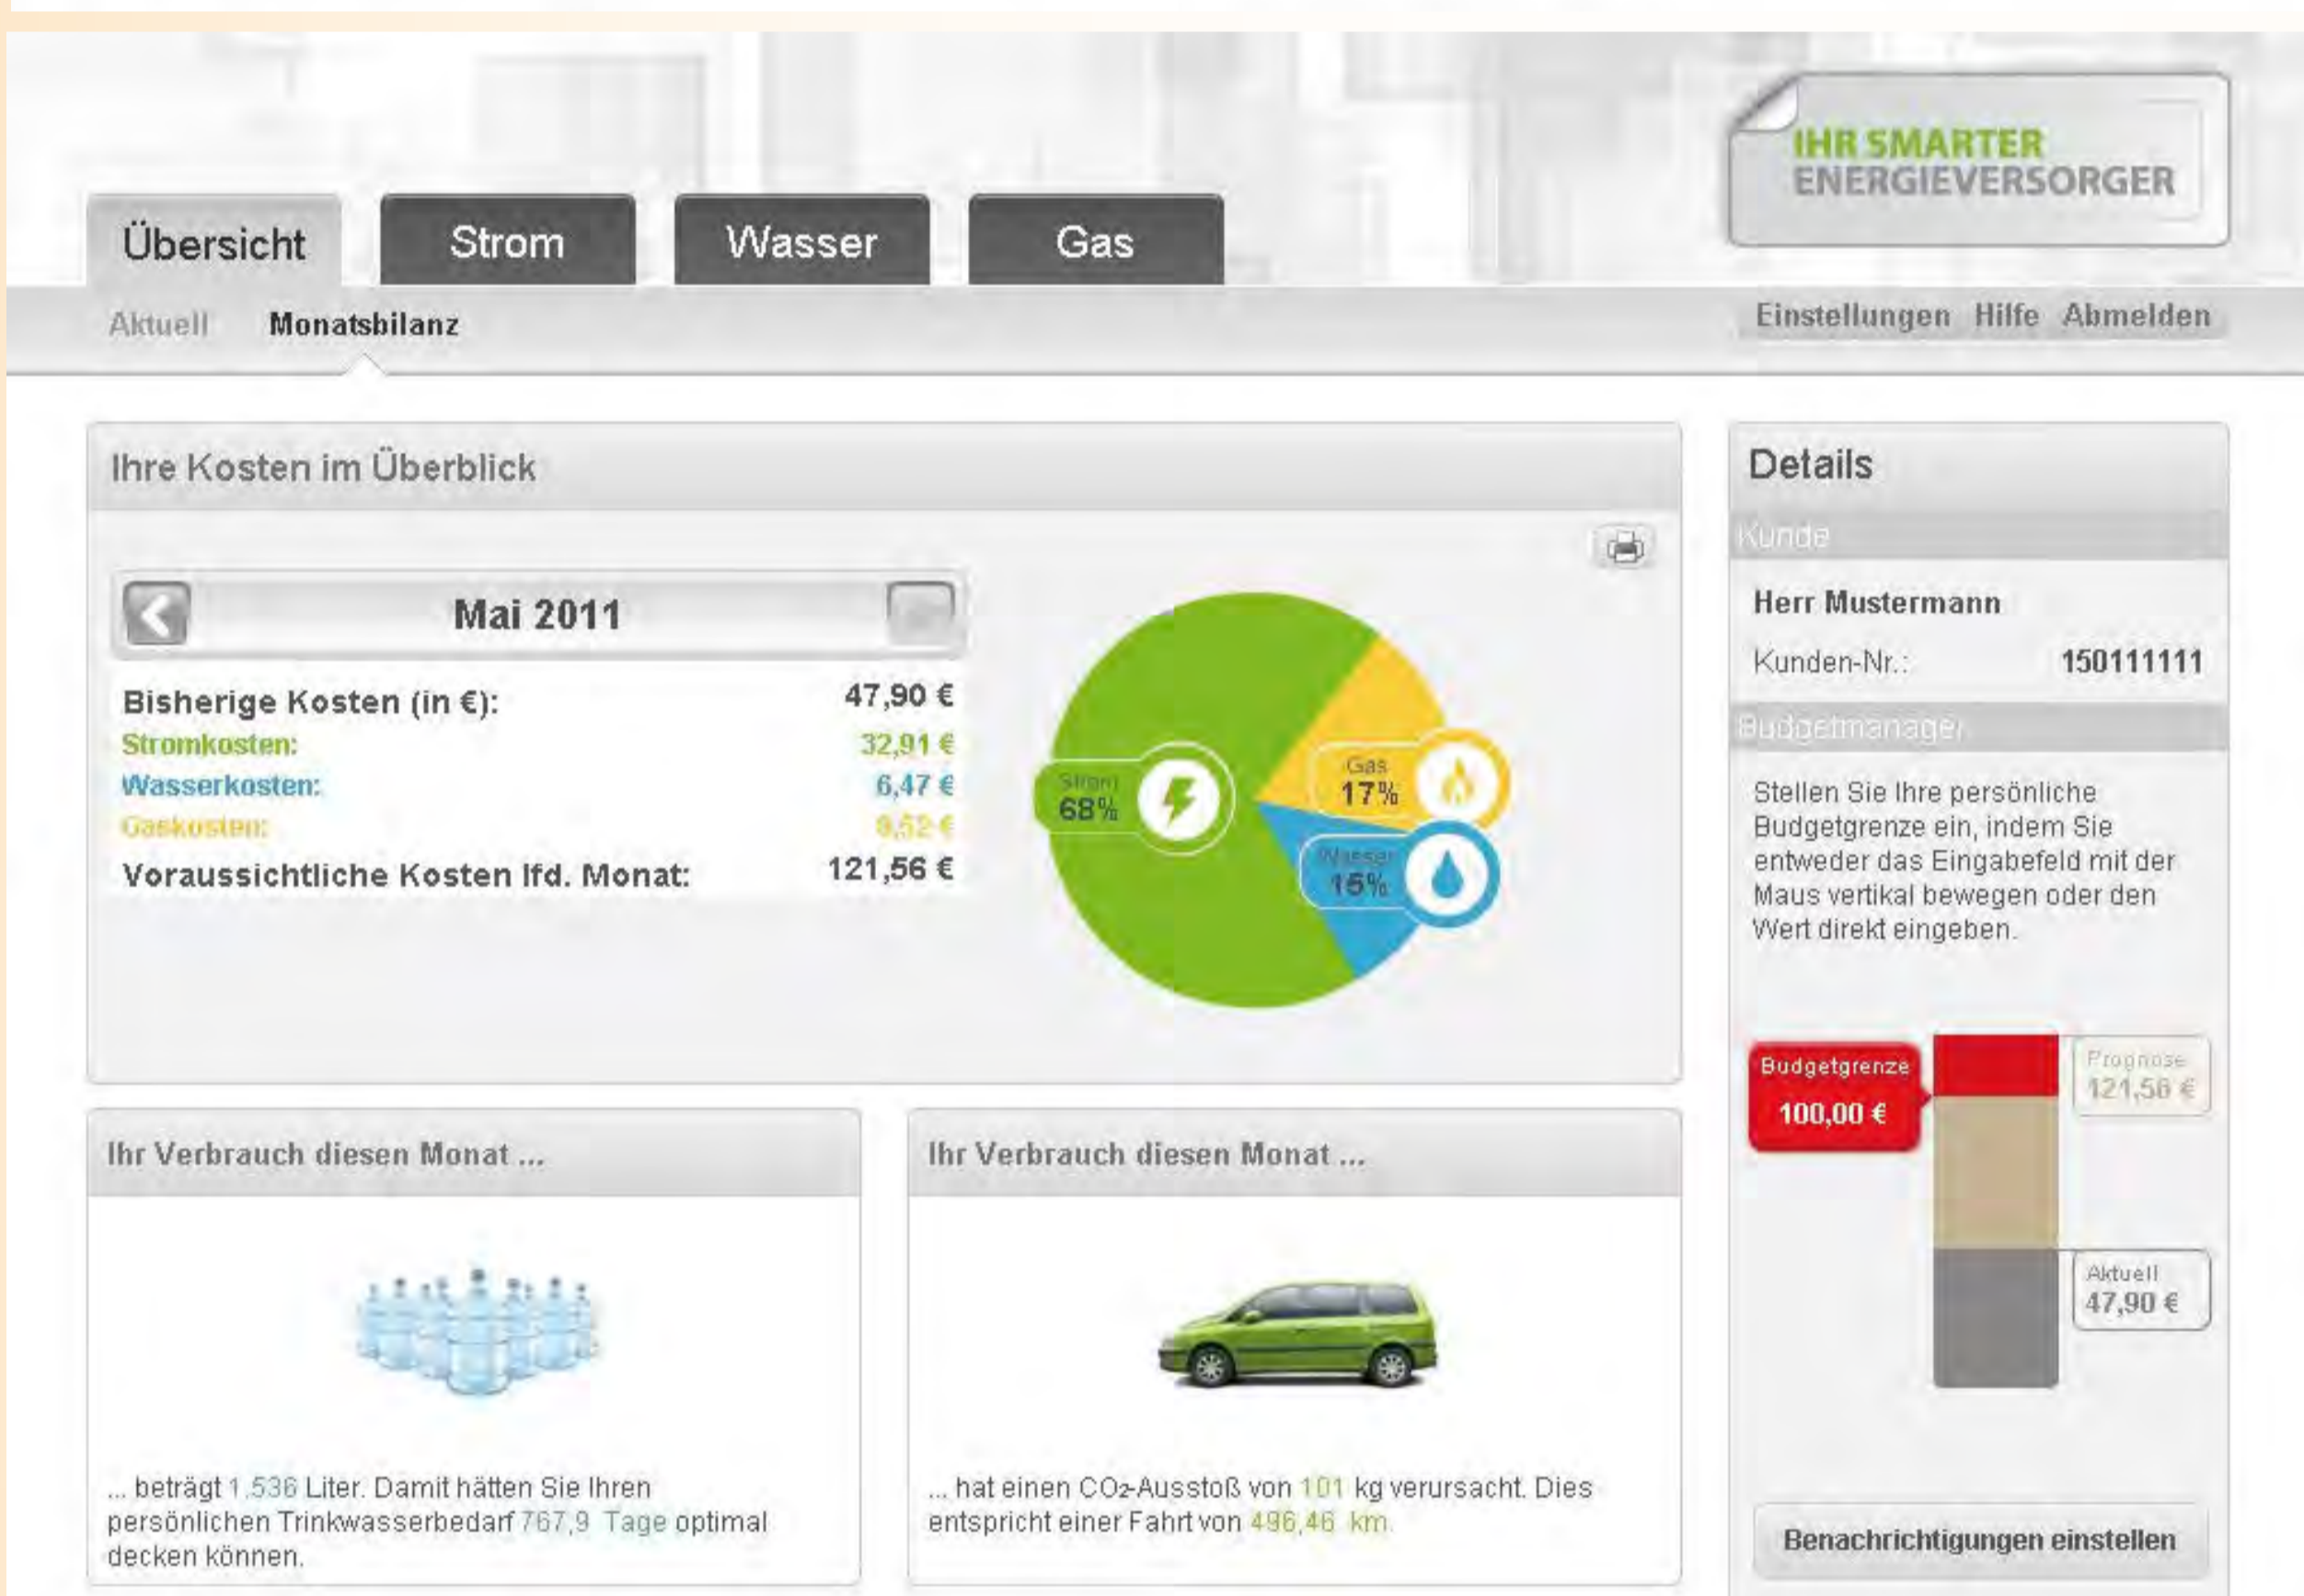 IHR SMARTER
ENERGIEVERSORGER
Übersicht
Strom
Wasser
Gas
Aktuell
Monatsbilanz
Einstellungen Hilfe Abmelden
Ihre Kosten im Überblick
Mai 2011
Bisherige Kosten (in €): 47,90 €
Stromkosten: 32,91 €
Wasserkosten: 6,47 €
Gaskosten: 8,52 €
Voraussichtliche Kosten lfd. Monat: 121,56 €
Strom
68%
Gas
17%
Wasser
15%
Details
Kunde
Herr Mustermann
Kunden-Nr.: 150111111
Budgetmanager
Stellen Sie Ihre persönliche
Budgetgrenze ein, indem Sie
entweder das Eingabefeld mit der
Maus vertikal bewegen oder den
Wert direkt eingeben.
Budgetgrenze
100,00 €
Prognose
121,56 €
Aktuell
47,90 €
Benachrichtigungen einstellen
Ihr Verbrauch diesen Monat ...
... beträgt 1.536 Liter. Damit hätten Sie Ihren
persönlichen Trinkwasserbedarf 767,9 Tage optimal
decken können.
Ihr Verbrauch diesen Monat ...
... hat einen CO₂-Ausstoß von 101 kg verursacht. Dies
entspricht einer Fahrt von 496,46 km.